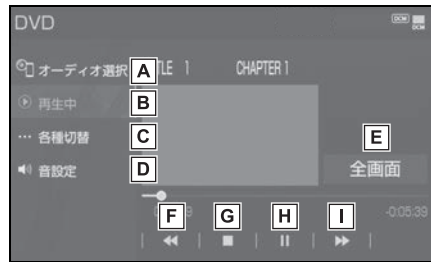 DVD
DCM DCM
オーディオ選択 A TLE 1 CHAPTER 1
再生中 B
… 各種切替 C
音設定 D
E
全画面
F G H I -0:05:39